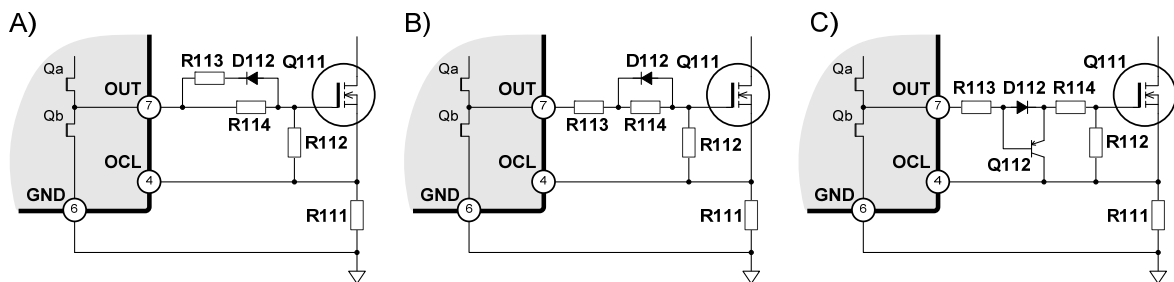 A)
Qa
Qb
OUT
7
OCL
4
GND
6
R113
D112
R114
Q111
R112
R111
B)
Qa
Qb
OUT
7
OCL
4
GND
6
R113
D112
R114
Q111
R112
R111
C)
Qa
Qb
OUT
7
OCL
4
GND
6
R113
D112
R114
Q111
Q112
R112
R111